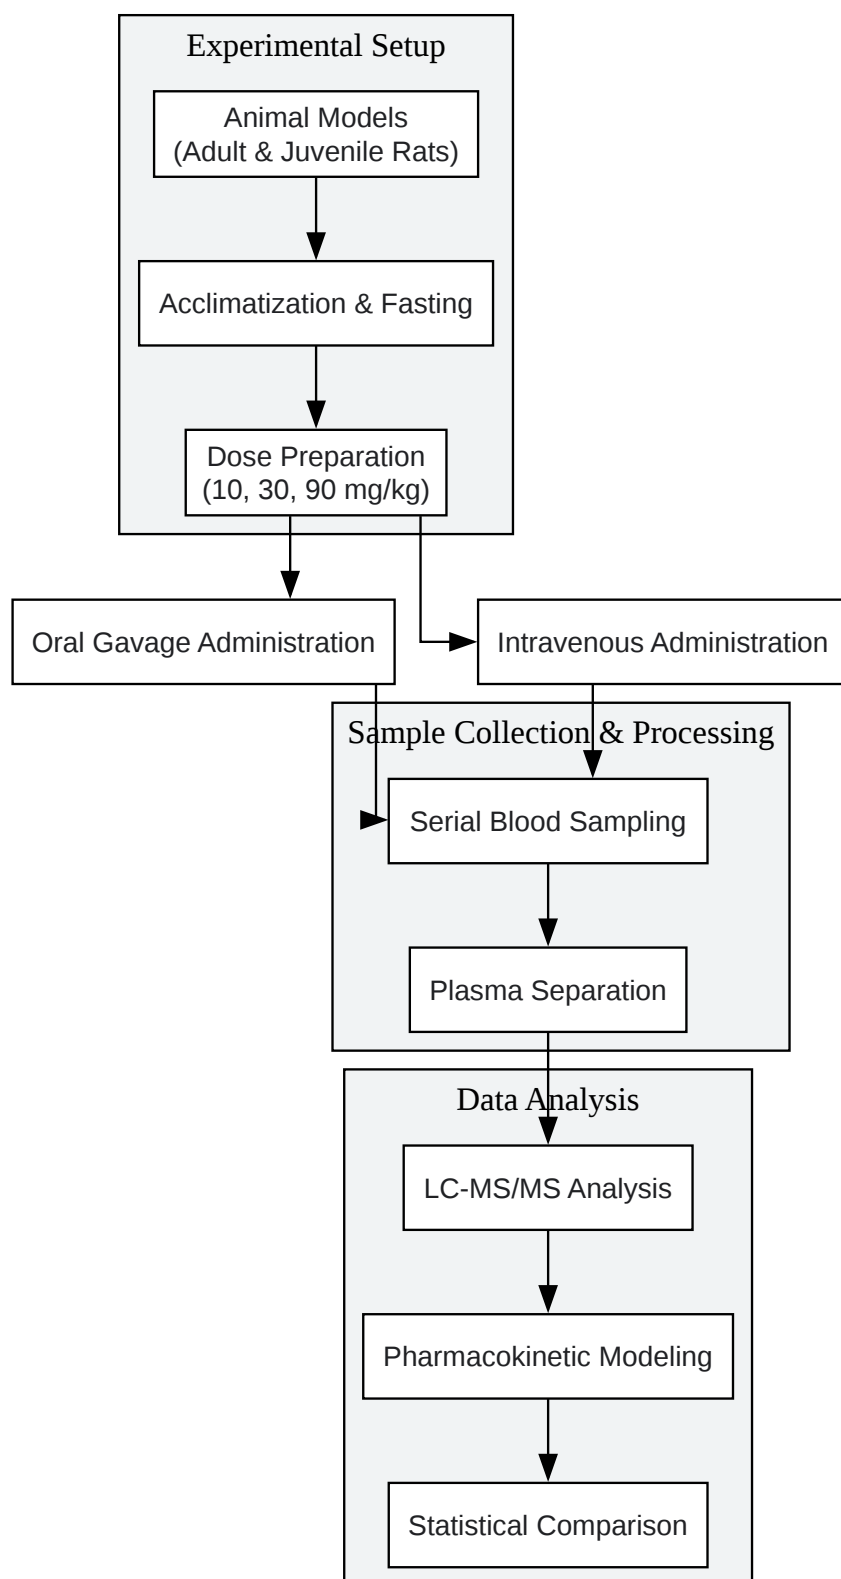 Experimental Setup
Animal Models
(Adult & Juvenile Rats)
Acclimatization & Fasting
Dose Preparation
(10, 30, 90 mg/kg)
Oral Gavage Administration
Intravenous Administration
Sample Collection & Processing
Serial Blood Sampling
Plasma Separation
Data Analysis
LC-MS/MS Analysis
Pharmacokinetic Modeling
Statistical Comparison